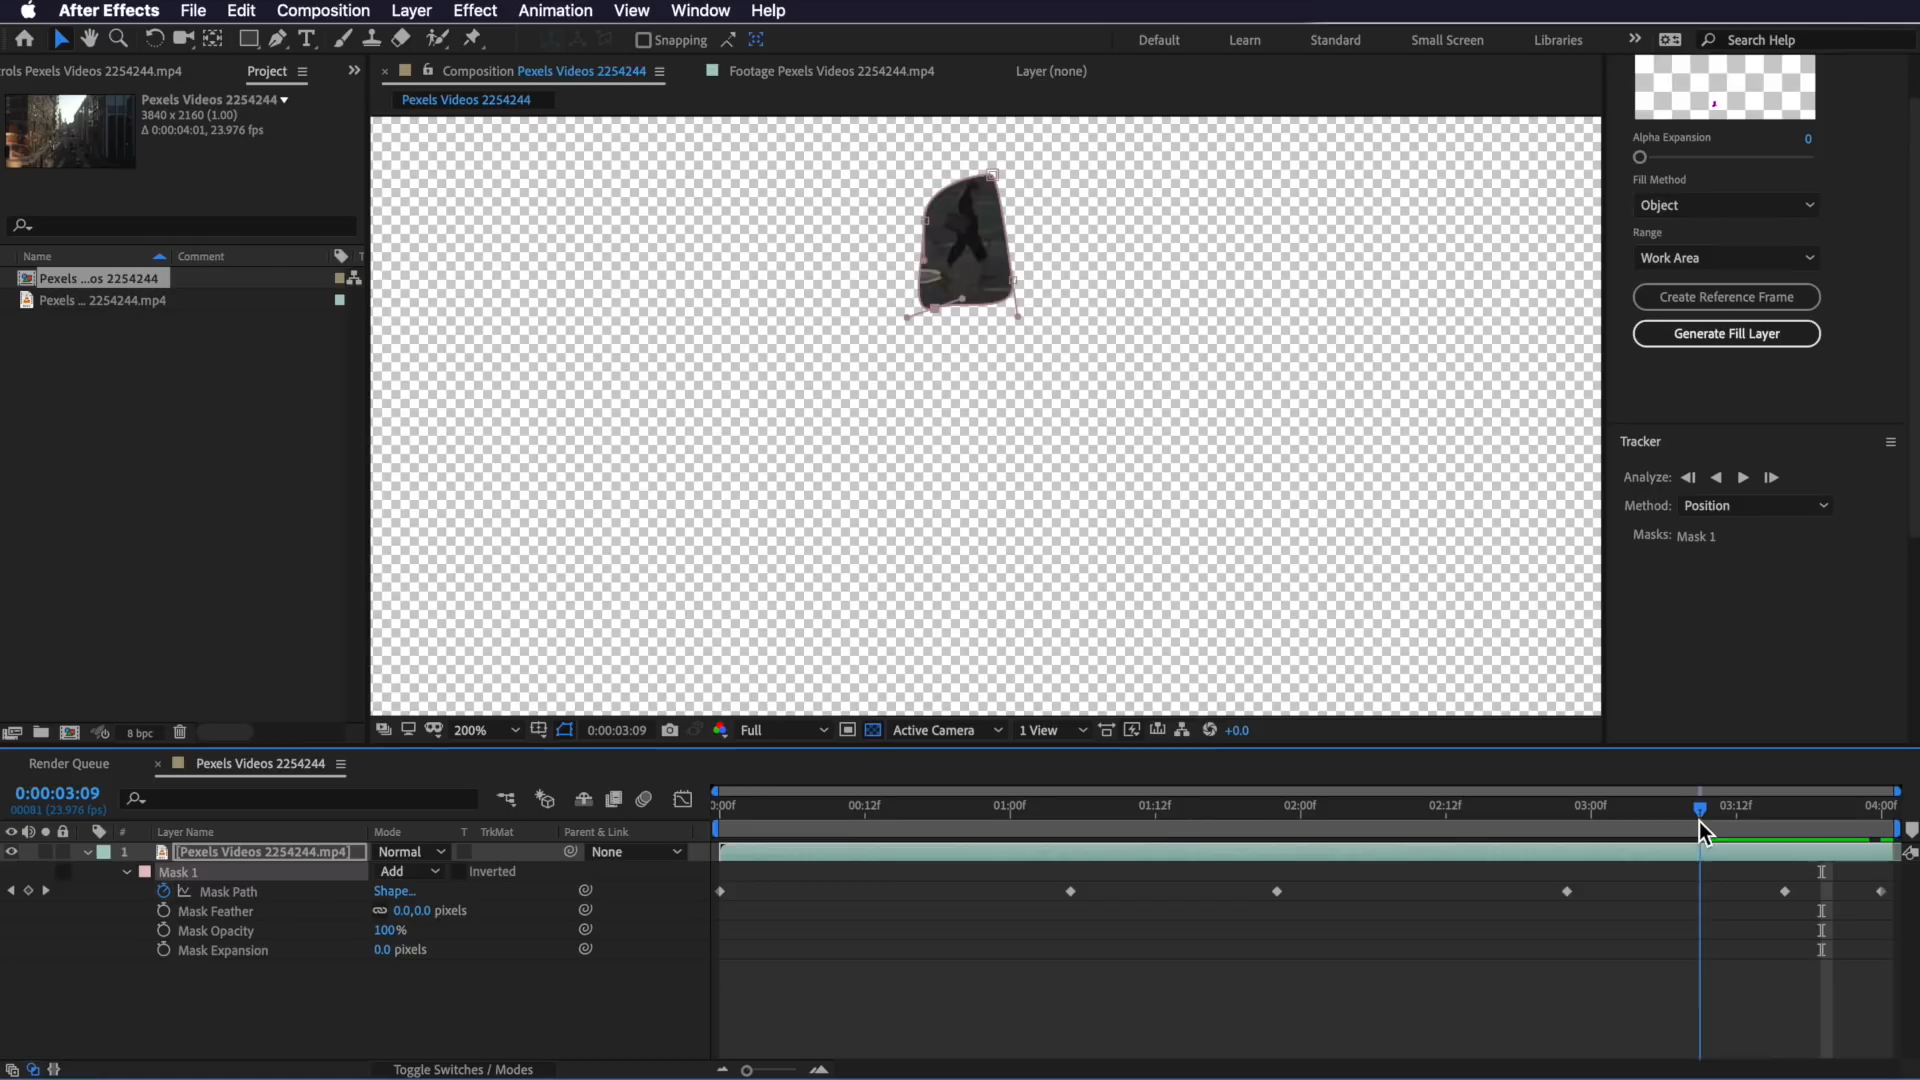 After Effects File Edit Composition Layer Effect Animation View Window Help
Snapping Default Learn Standard Small Screen Libraries Search Help
rols Pexels Videos 2254244.mp4 Project Composition Pexels Videos 2254244 Footage Pexels Videos 2254244.mp4 Layer (none)
Pexels Videos 2254244
Pexels Videos 2254244
3840 x 2160 (1.00)
Δ 0:00:04:01, 23.976 fps
Name Comment T
Pexels ...os 2254244
Pexels ... 2254244.mp4
Alpha Expansion 0
Fill Method
Object
Range
Work Area
Create Reference Frame
Generate Fill Layer
Tracker
Analyze:
Method: Position
Masks: Mask 1
8 bpc 200% 0:00:03:09 Full Active Camera 1 View +0.0
Render Queue Pexels Videos 2254244
0:00:03:09
00081 (23.976 fps)
):00f 00:12f 01:00f 01:12f 02:00f 02:12f 03:00f 03:12f 04:00f
# Layer Name Mode T TrkMat Parent & Link
1 [Pexels Videos 2254244.mp4] Normal None
Mask 1 Add Inverted
Mask Path Shape...
Mask Feather 0.0,0.0 pixels
Mask Opacity 100%
Mask Expansion 0.0 pixels
Toggle Switches / Modes